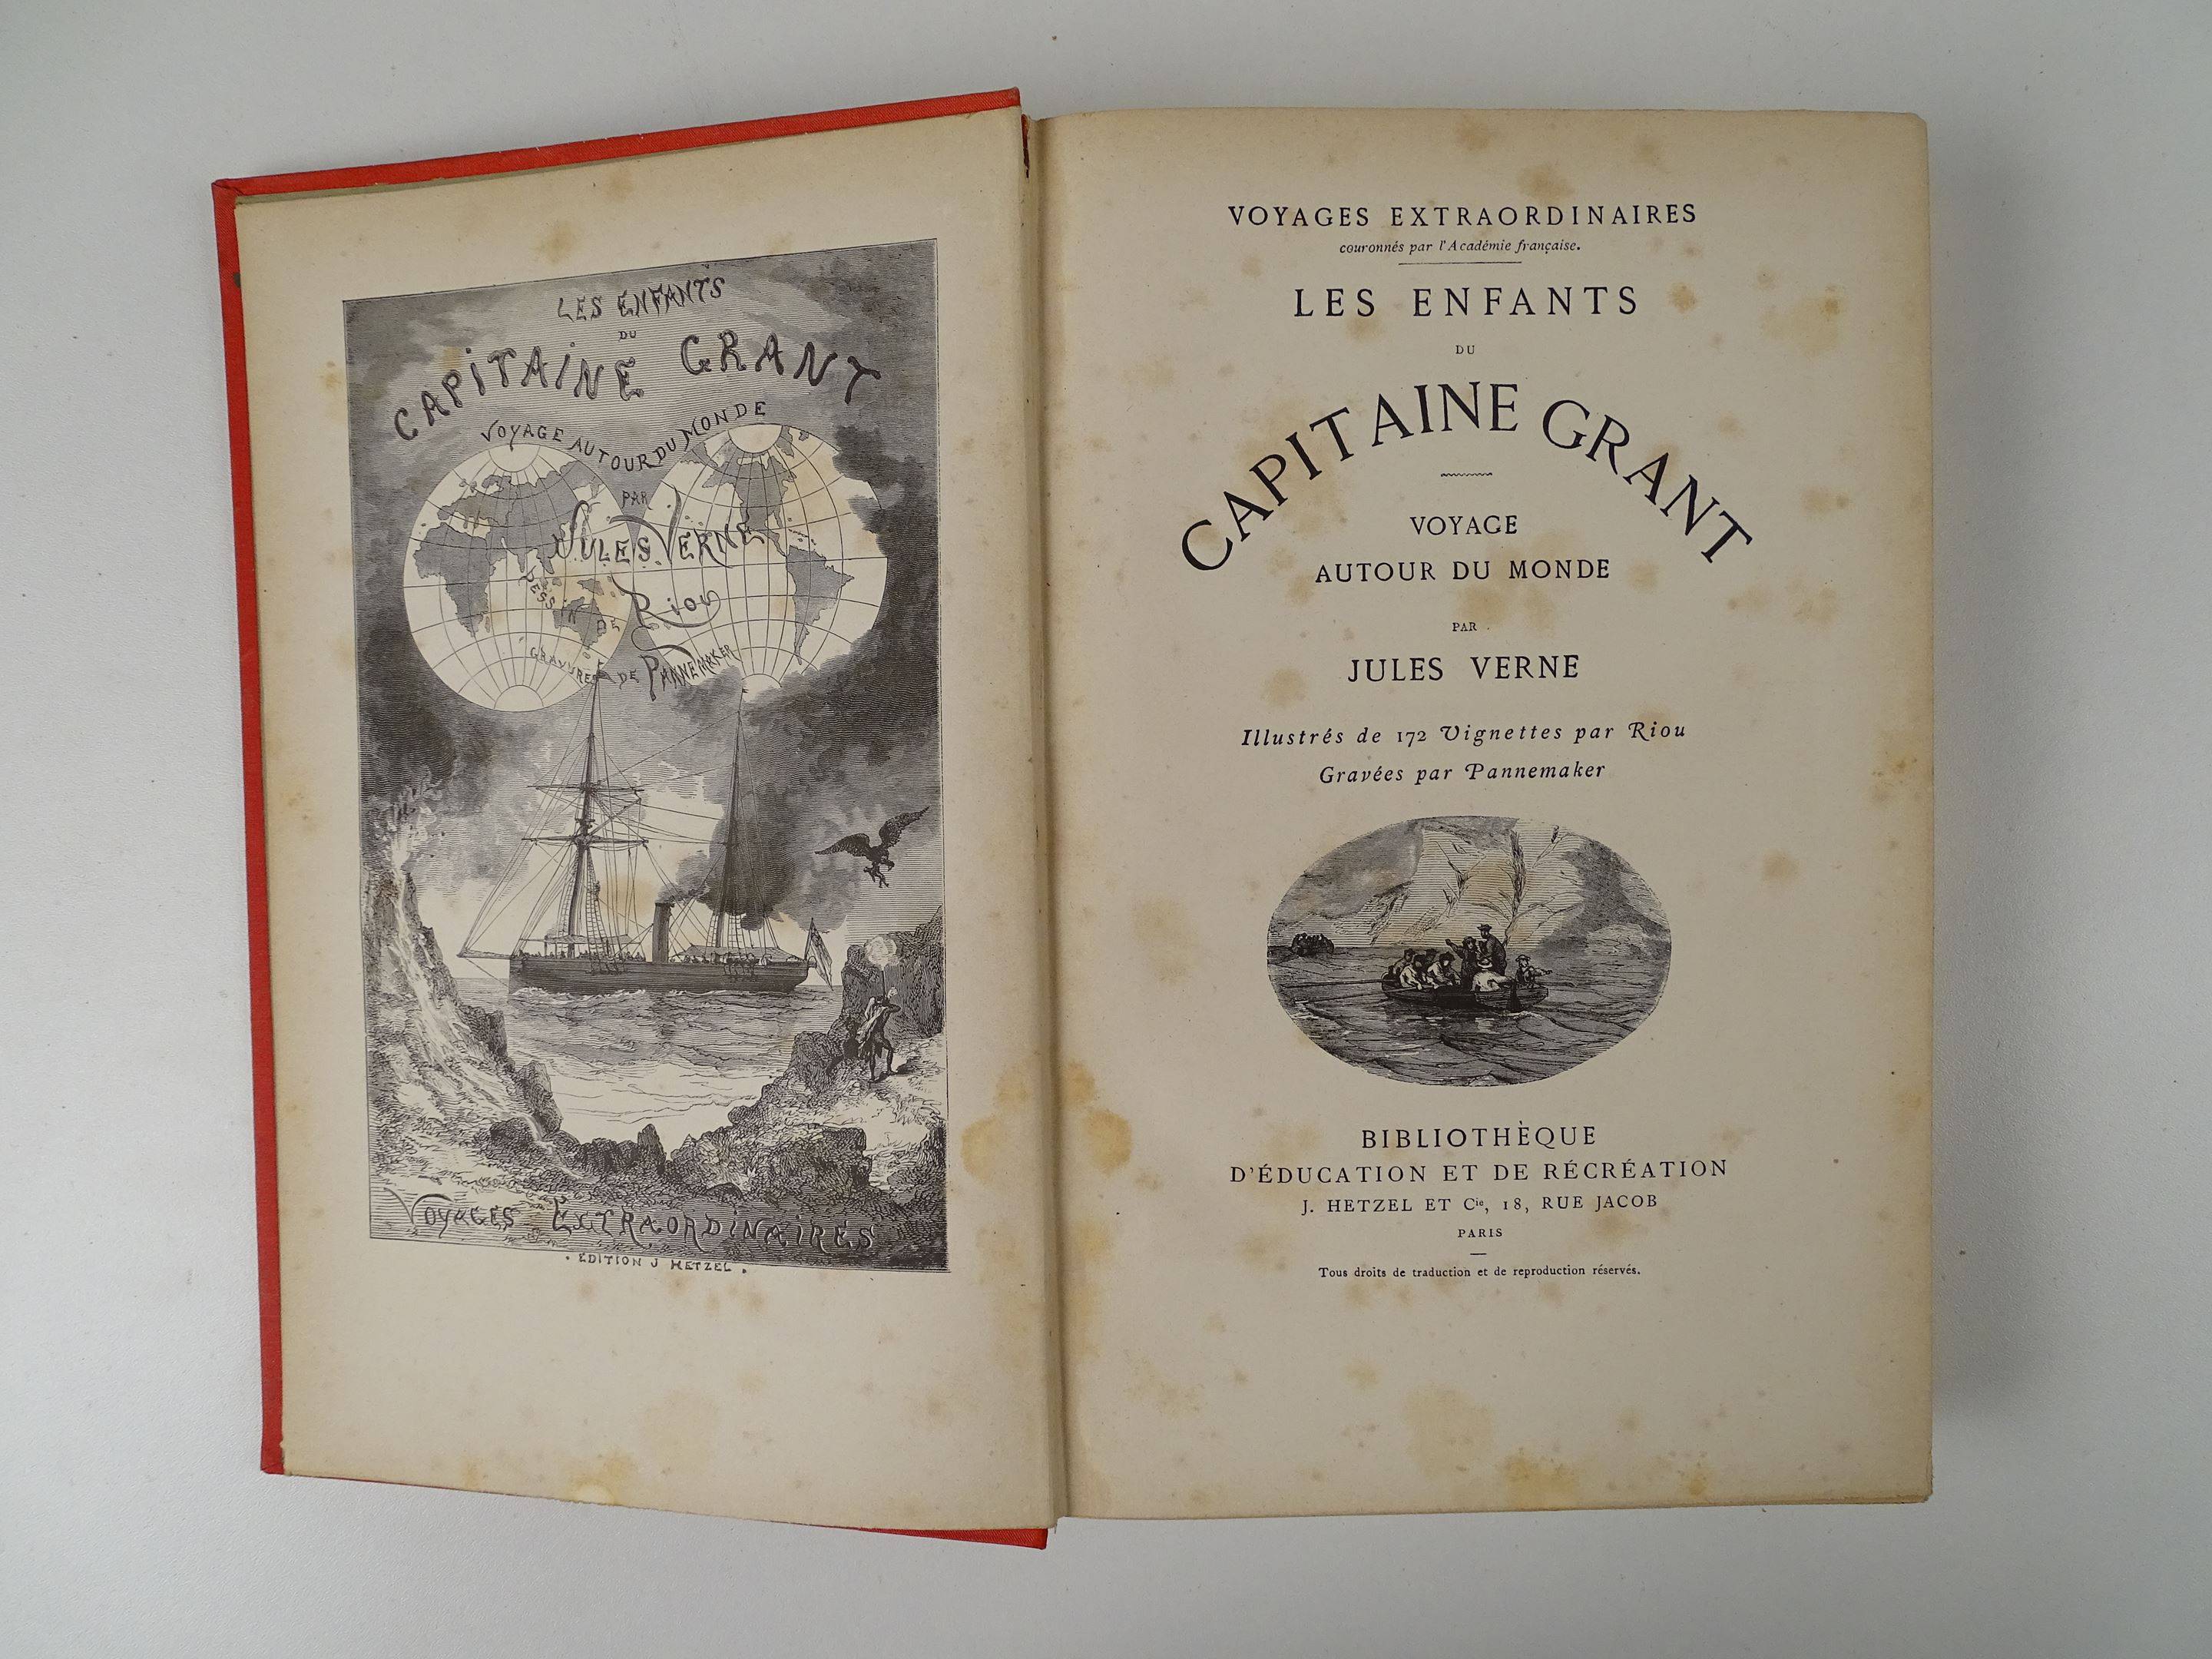 LES ENFANTS
DU
CAPITAINE GRANT
VOYAGE AUTOUR DU MONDE
PAR
JULES VERNE
DESSIN DE
Riou
GRAVURES DE PANNEMAKER
VOYAGES EXTRAORDINAIRES
. EDITION J HETZEL .
VOYAGES EXTRAORDINAIRES
couronnés par l'Académie française.
LES ENFANTS
DU
CAPITAINE GRANT
VOYAGE
AUTOUR DU MONDE
PAR
JULES VERNE
Illustrés de 172 Vignettes par Riou
Gravées par Pannemaker
BIBLIOTHÈQUE
D'ÉDUCATION ET DE RÉCRÉATION
J. HETZEL ET Cie, 18, RUE JACOB
PARIS
Tous droits de traduction et de reproduction réservés.